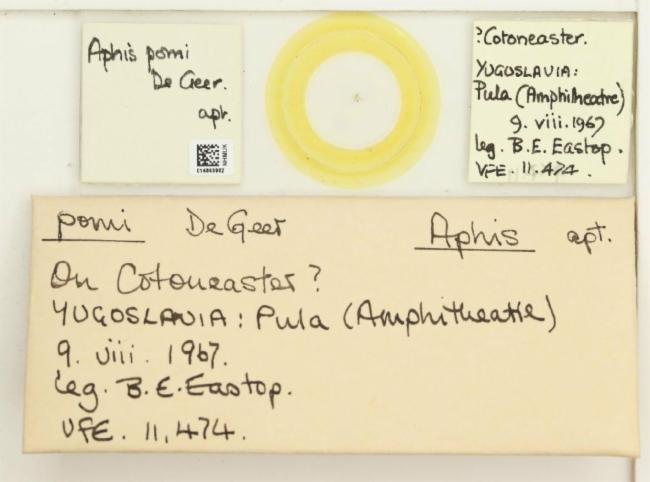 Aphis pomi
De Geer.
apt.
NHMUK
?Cotoneaster.
YUGOSLAVIA:
Pula (Amphitheatre)
9. viii. 1967
leg. B.E. Eastop.
VFE. 11.474.
pomi De Geer Aphis apt.
On Cotoneaster?
YUGOSLAVIA: Pula (Amphitheatre)
9. viii. 1967.
leg. B.E. Eastop.
VFE. 11,474.